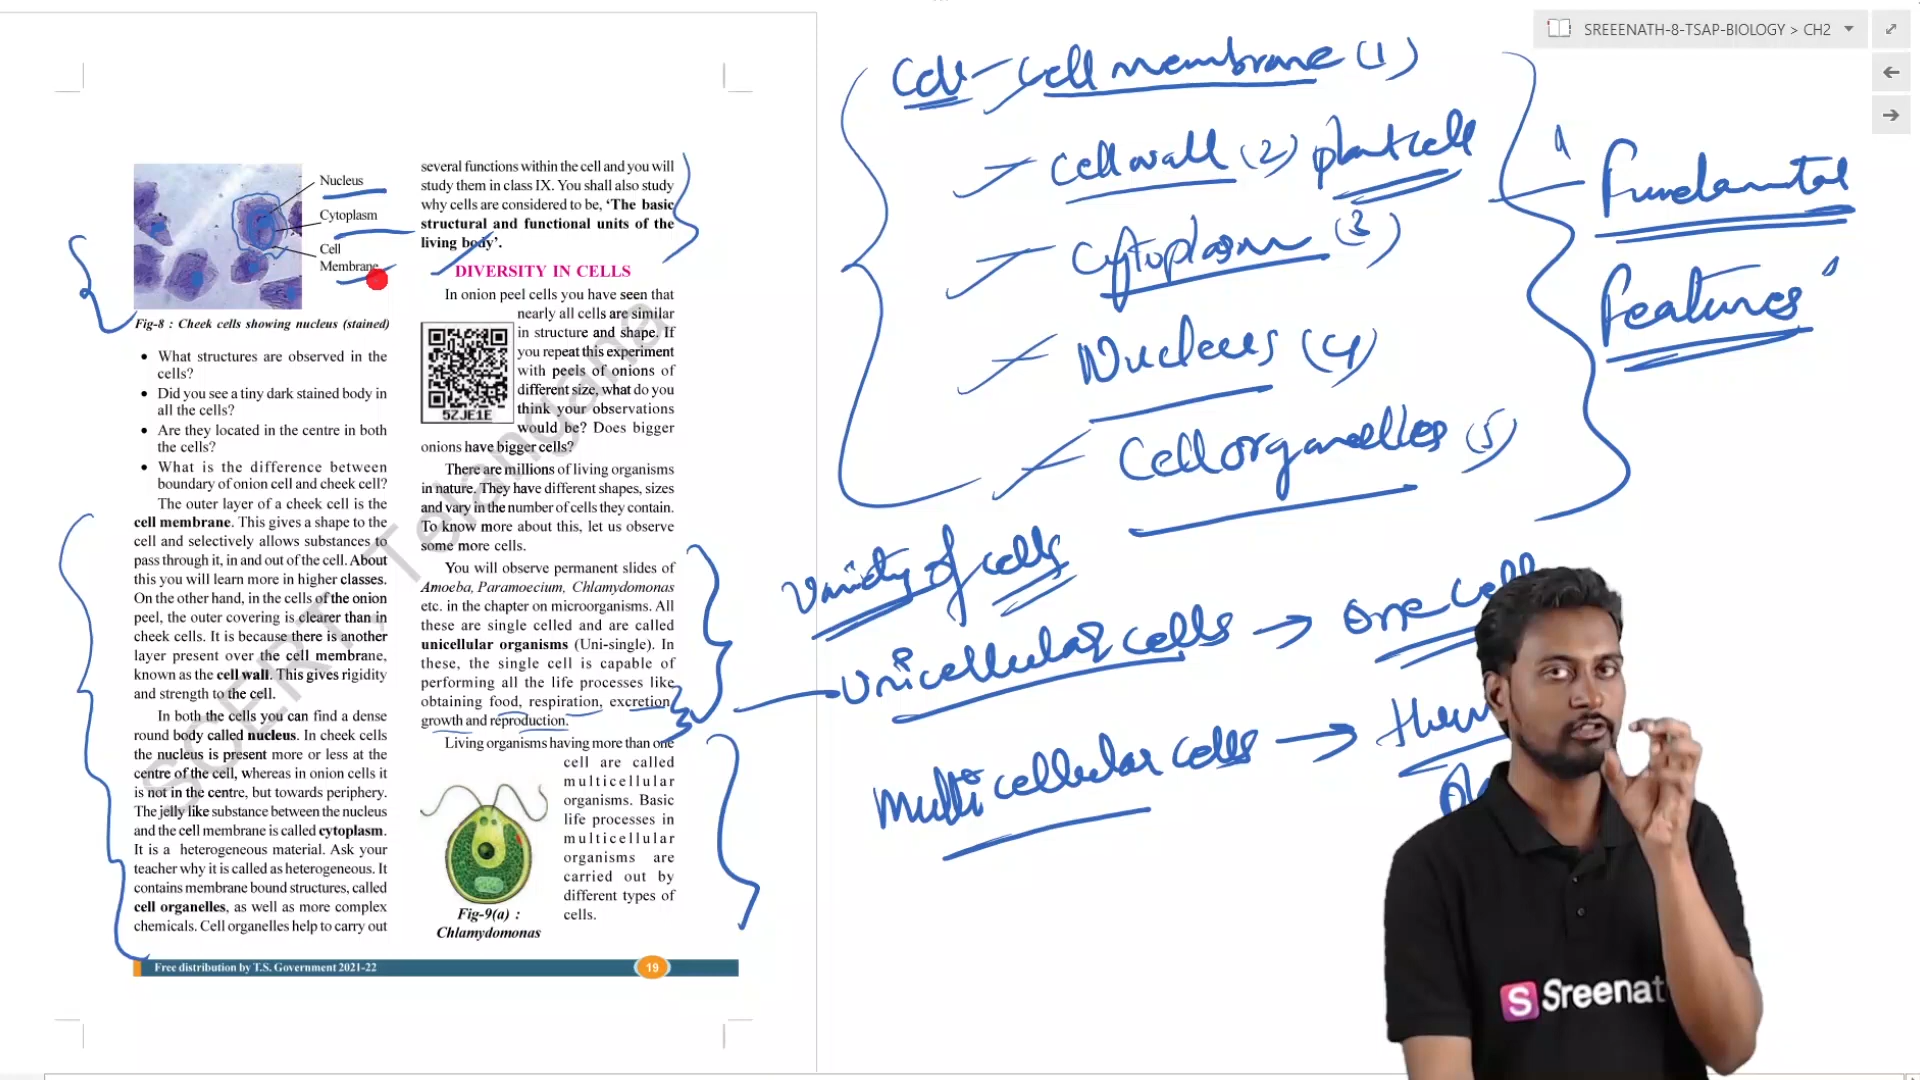 SREEENATH-8-TSAP-BIOLOGY > CH2
Nucleus
Cytoplasm
Cell
Membrane
Fig-8 : Cheek cells showing nucleus (stained)
• What structures are observed in the
cells?
• Did you see a tiny dark stained body in
all the cells?
• Are they located in the centre in both
the cells?
• What is the difference between
boundary of onion cell and cheek cell?
The outer layer of a cheek cell is the
cell membrane. This gives a shape to the
cell and selectively allows substances to
pass through it, in and out of the cell. About
this you will learn more in higher classes.
On the other hand, in the cells of the onion
peel, the outer covering is clearer than in
cheek cells. It is because there is another
layer present over the cell membrane,
known as the cell wall. This gives rigidity
and strength to the cell.
In both the cells you can find a dense
round body called nucleus. In cheek cells
the nucleus is present more or less at the
centre of the cell, whereas in onion cells it
is not in the centre, but towards periphery.
The jelly like substance between the nucleus
and the cell membrane is called cytoplasm.
It is a heterogeneous material. Ask your
teacher why it is called as heterogeneous. It
contains membrane bound structures, called
cell organelles, as well as more complex
chemicals. Cell organelles help to carry out
several functions within the cell and you will
study them in class IX. You shall also study
why cells are considered to be, ‘The basic
structural and functional units of the
living body’.
DIVERSITY IN CELLS
In onion peel cells you have seen that
nearly all cells are similar
in structure and shape. If
you repeat this experiment
with peels of onions of
different size, what do you
think your observations
would be? Does bigger
onions have bigger cells?
5ZJE1E
There are millions of living organisms
in nature. They have different shapes, sizes
and vary in the number of cells they contain.
To know more about this, let us observe
some more cells.
You will observe permanent slides of
Amoeba, Paramoecium, Chlamydomonas
etc. in the chapter on microorganisms. All
these are single celled and are called
unicellular organisms (Uni-single). In
these, the single cell is capable of
performing all the life processes like
obtaining food, respiration, excretion,
growth and reproduction.
Living organisms having more than one
cell are called
multicellular
organisms. Basic
life processes in
multicellular
organisms are
carried out by
different types of
cells.
Fig-9(a) :
Chlamydomonas
Free distribution by T.S. Government 2021-22
19
SCERT, Telangana
Cell - Cell membrane (1)
Cell wall (2) plant cell
Cytoplasm (3)
Nucleus (4)
Cell organelles (5)
Fundamental
Features
Variety of cells
Unicellular cells → One cell
Multicellular cells →
S Sreenat